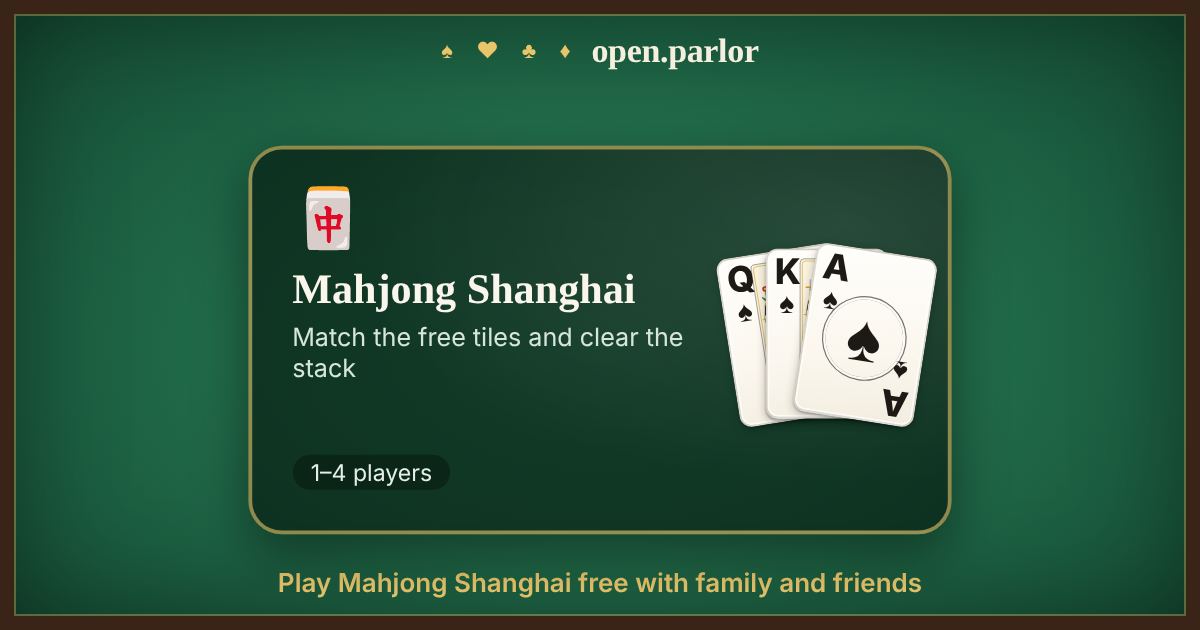 ♠ ♥ ♣ ♦ open.parlor
中
Mahjong Shanghai
Match the free tiles and clear the
stack
Q K A
A
1–4 players
Play Mahjong Shanghai free with family and friends